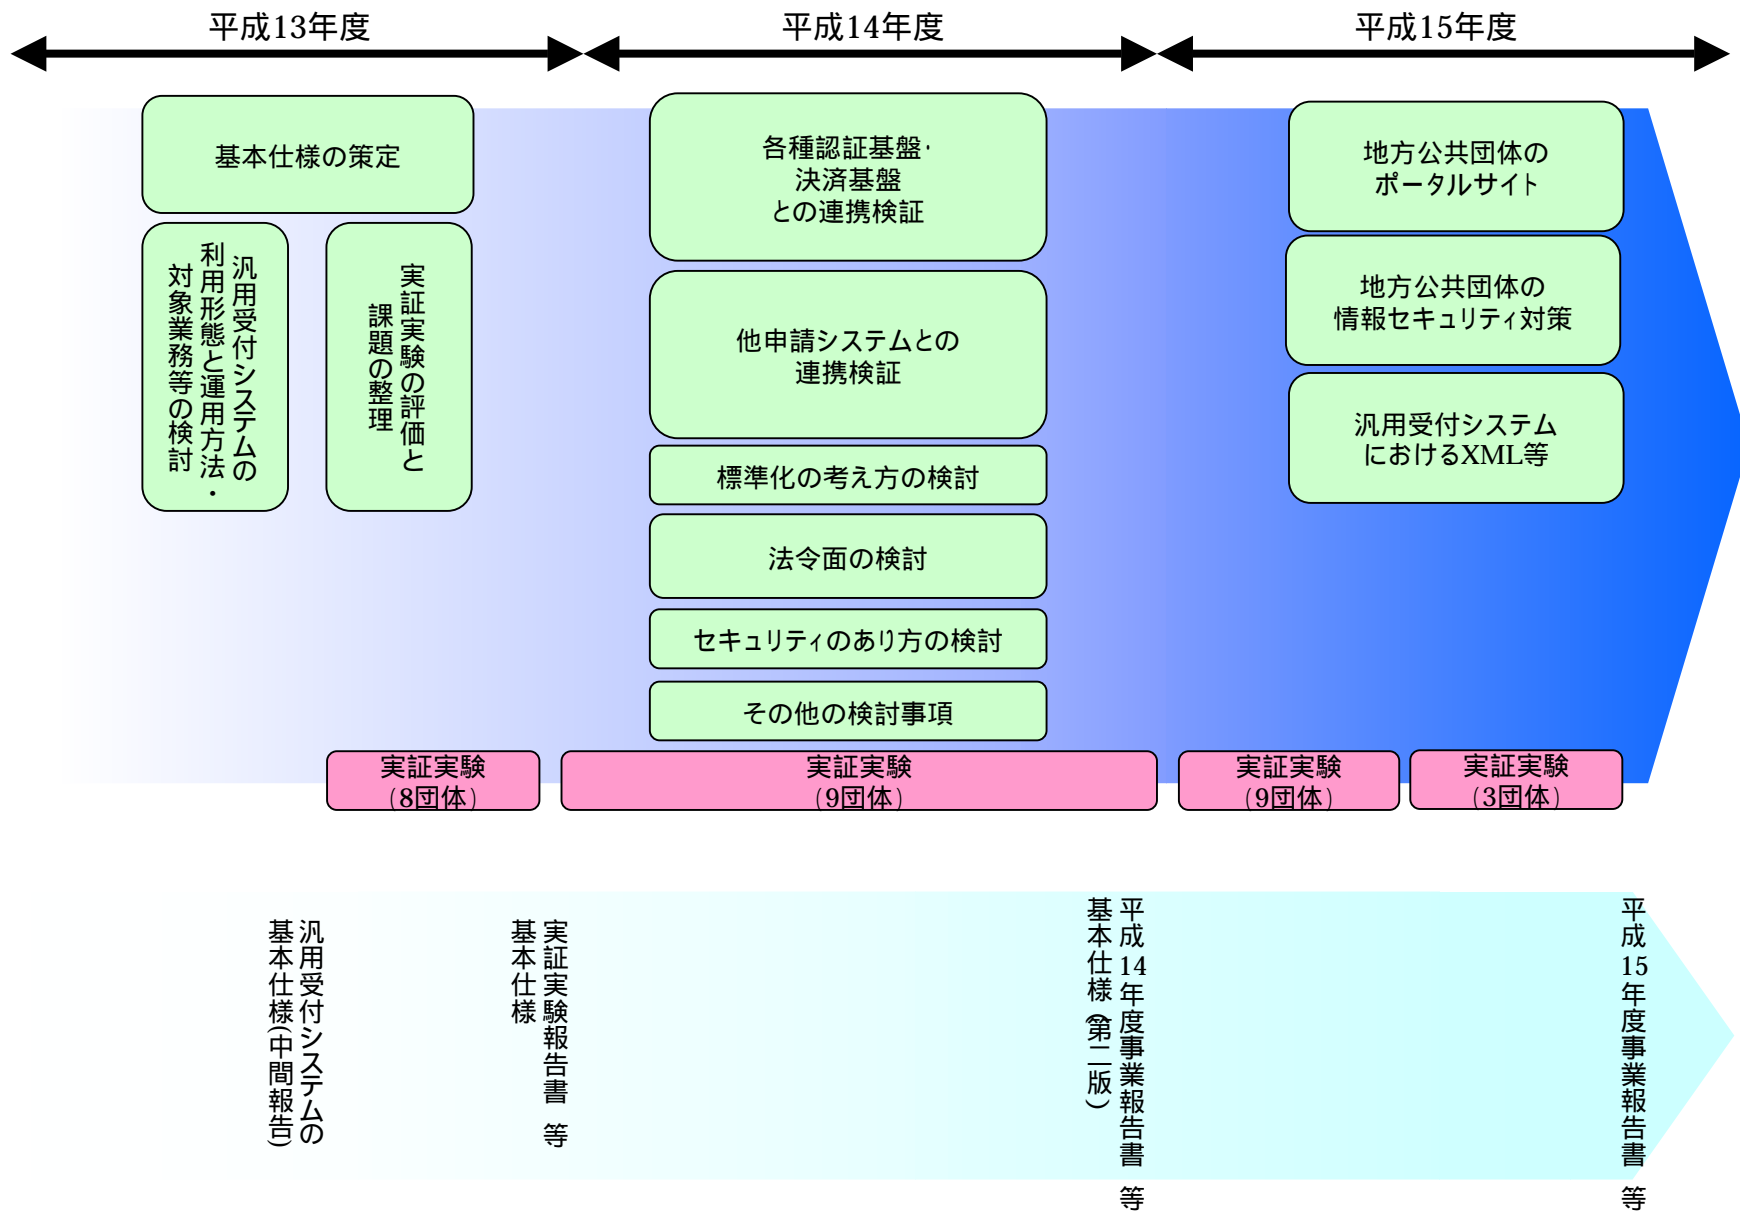 平成13年度
平成14年度
平成15年度
基本仕様の策定
汎用受付システムの
利用形態と運用方法・
対象業務等の検討
実証実験の評価と
課題の整理
各種認証基盤・
決済基盤
との連携検証
他申請システムとの
連携検証
標準化の考え方の検討
法令面の検討
セキュリティのあり方の検討
その他の検討事項
地方公共団体の
ポータルサイト
地方公共団体の
情報セキュリティ対策
汎用受付システム
におけるXML等
実証実験
(8団体)
実証実験
(9団体)
実証実験
(9団体)
実証実験
(3団体)
汎用受付システムの
基本仕様(中間報告)
実証実験報告書 等
基本仕様
平成14年度事業報告書 等
基本仕様(第二版)
平成15年度事業報告書 等